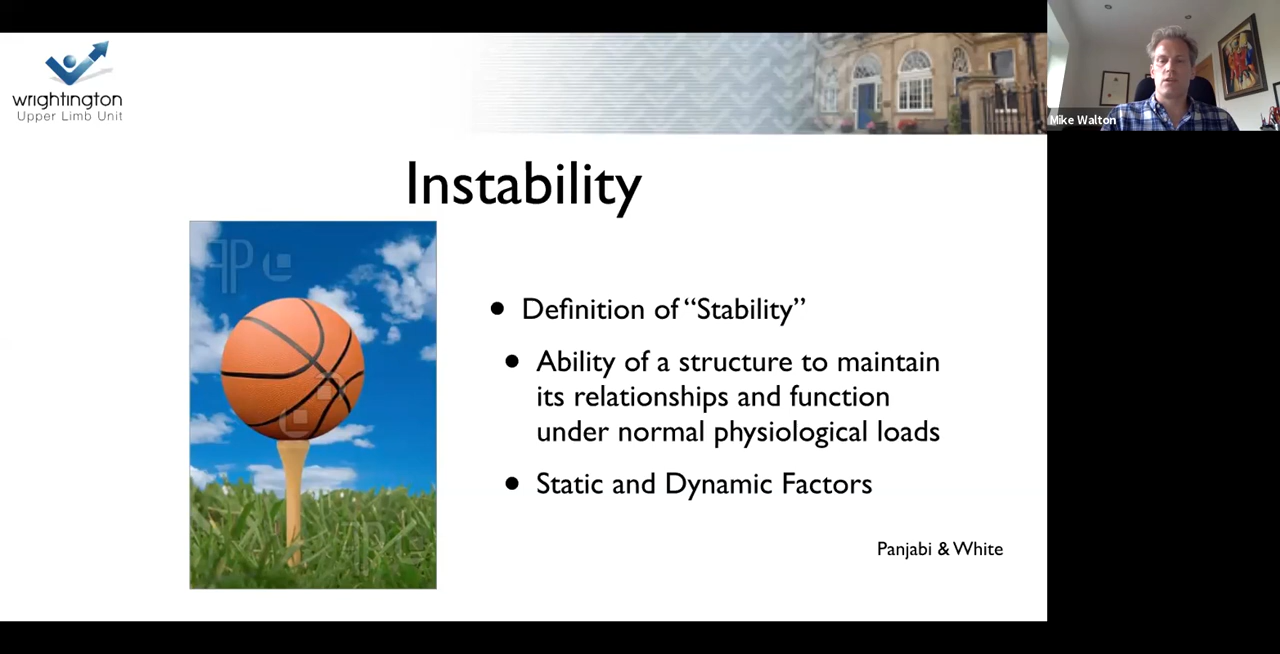 wrightington
Upper Limb Unit
Mike Walton
Instability
Definition of “Stability”
Ability of a structure to maintain
its relationships and function
under normal physiological loads
Static and Dynamic Factors
Panjabi & White